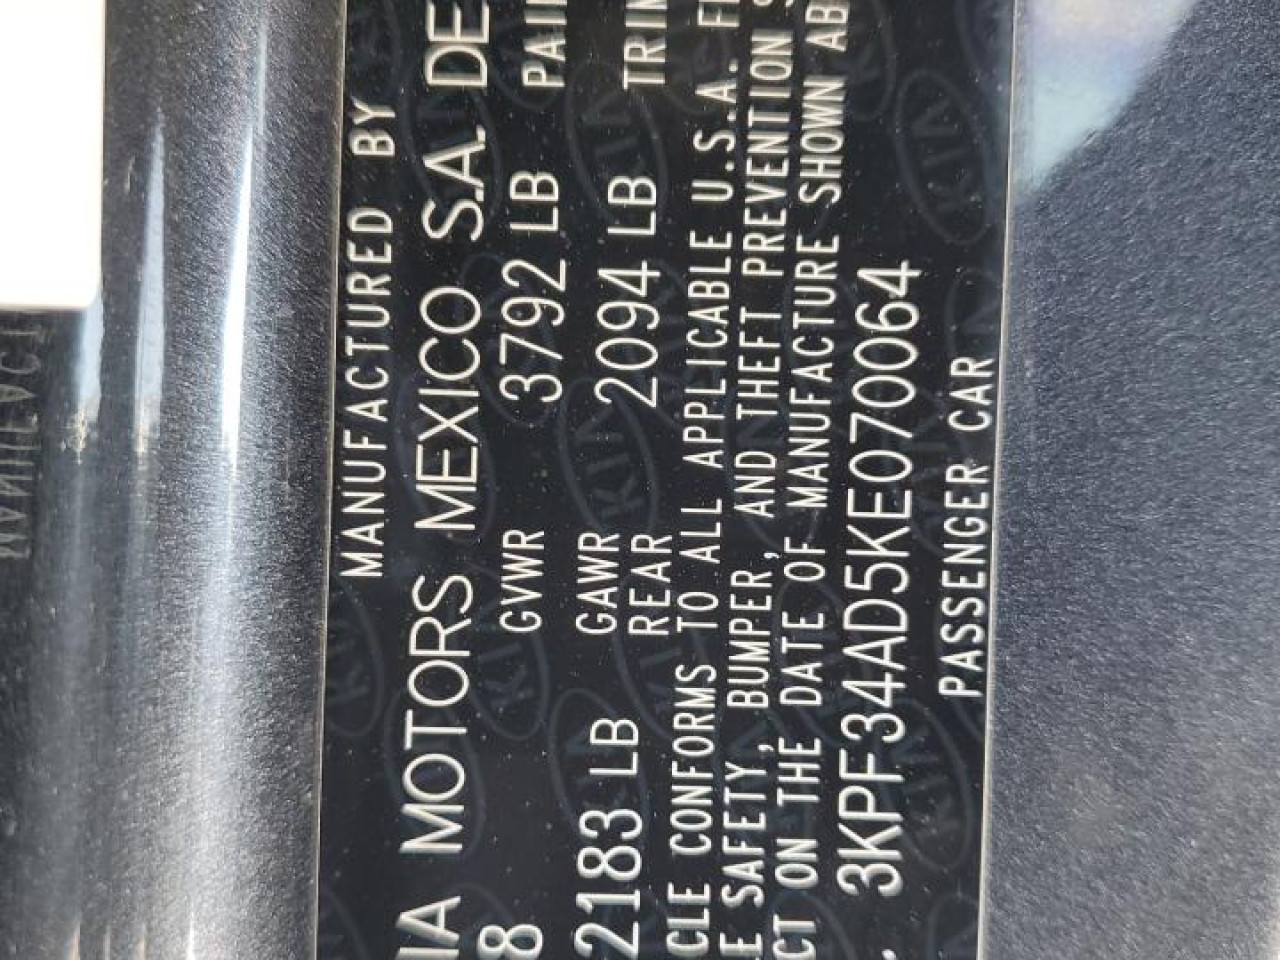 MANUFACTURED BY
IA MOTORS MEXICO S.A. DE
8 GVWR 3792 LB PAI
2183 LB GAWR REAR 2094 LB TRIM
CLE CONFORMS TO ALL APPLICABLE U.S.A. F
E SAFETY, BUMPER, AND THEFT PREVENTION S
CT ON THE DATE OF MANUFACTURE SHOWN AB
. 3KPF34AD5KE070064
PASSENGER CAR